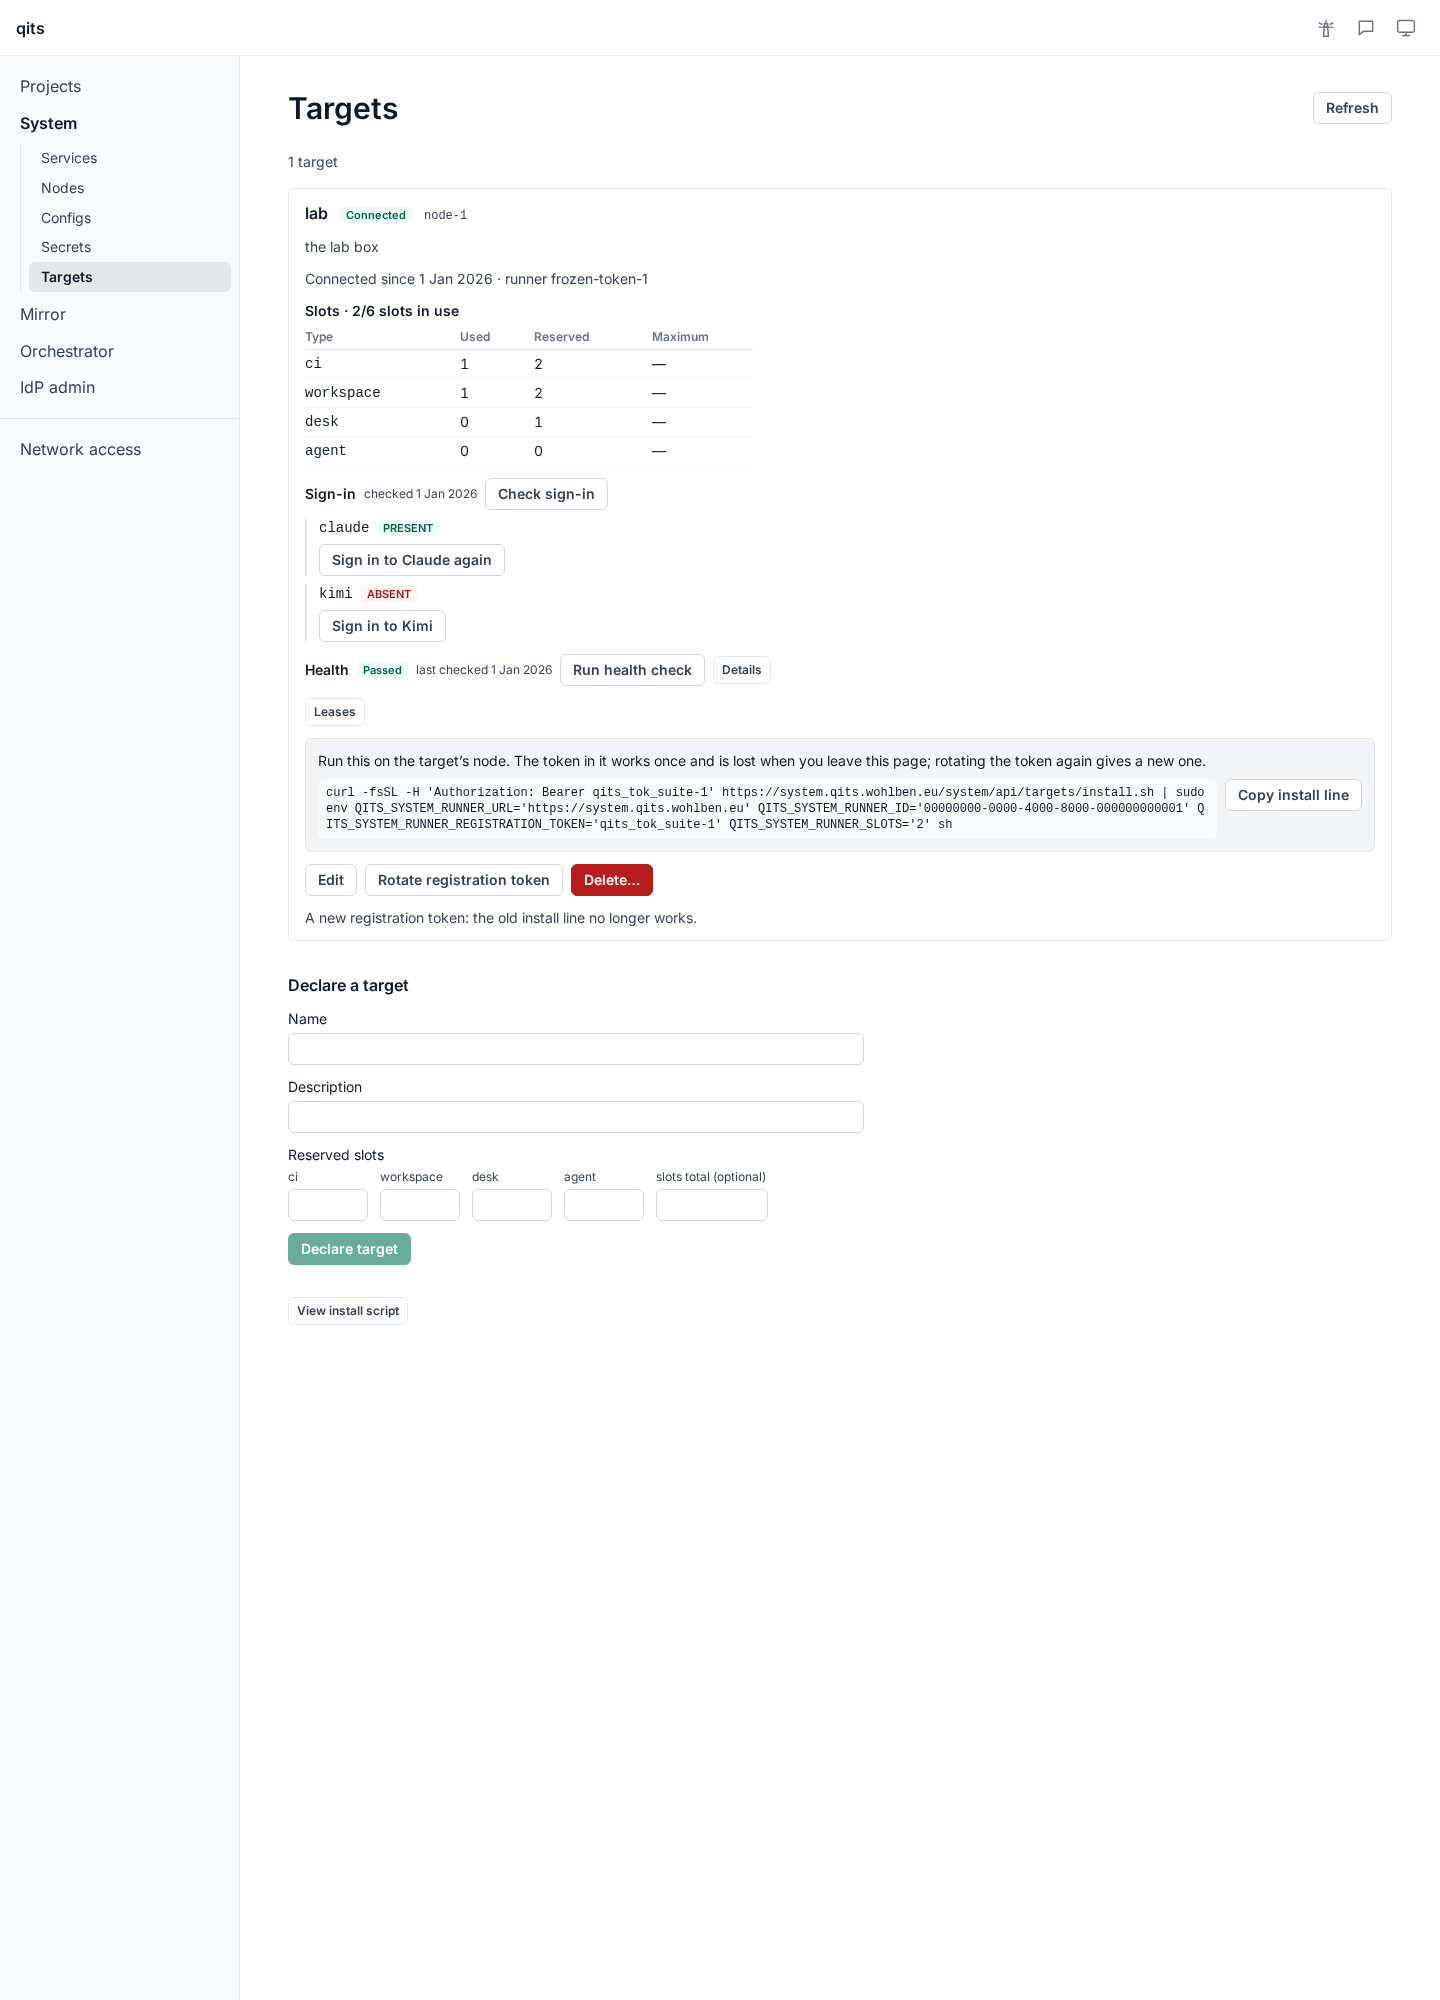 qits
Projects
System
Services
Nodes
Configs
Secrets
Targets
Mirror
Orchestrator
IdP admin
Network access
Targets
Refresh
1 target
lab Connected node-1
the lab box
Connected since 1 Jan 2026 · runner frozen-token-1
Slots · 2/6 slots in use
Type Used Reserved Maximum
ci 1 2 —
workspace 1 2 —
desk 0 1 —
agent 0 0 —
Sign-in checked 1 Jan 2026 Check sign-in
claude PRESENT
Sign in to Claude again
kimi ABSENT
Sign in to Kimi
Health Passed last checked 1 Jan 2026 Run health check Details
Leases
Run this on the target’s node. The token in it works once and is lost when you leave this page; rotating the token again gives a new one.
curl -fsSL -H 'Authorization: Bearer qits_tok_suite-1' https://system.qits.wohlben.eu/system/api/targets/install.sh | sudo
env QITS_SYSTEM_RUNNER_URL='https://system.qits.wohlben.eu' QITS_SYSTEM_RUNNER_ID='00000000-0000-4000-8000-000000000001' Q
ITS_SYSTEM_RUNNER_REGISTRATION_TOKEN='qits_tok_suite-1' QITS_SYSTEM_RUNNER_SLOTS='2' sh
Copy install line
Edit Rotate registration token Delete…
A new registration token: the old install line no longer works.
Declare a target
Name
Description
Reserved slots
ci workspace desk agent slots total (optional)
Declare target
View install script